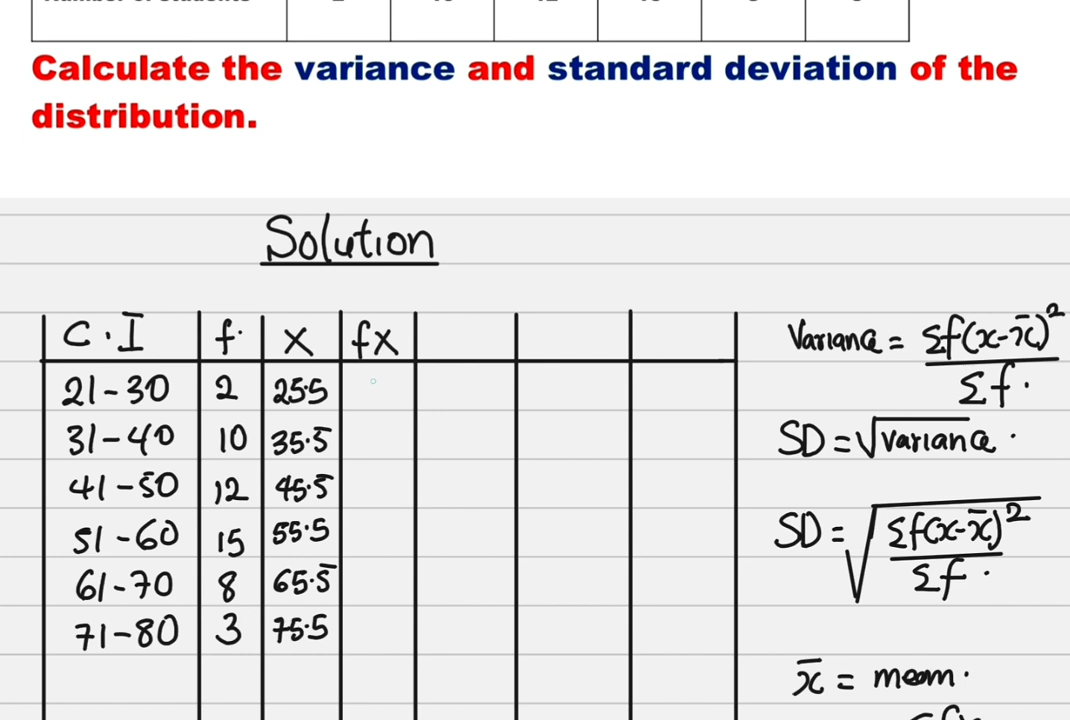 Calculate the variance and standard deviation of the
distribution.
Solution
C.I f. x fx
21-30 2 25.5
31-40 10 35.5
41-50 12 45.5
51-60 15 55.5
61-70 8 65.5
71-80 3 75.5
Variance = Σf(x-x̄)²
Σf.
SD = √variance.
SD = √Σf(x-x̄)²
Σf.
x̄ = mean.